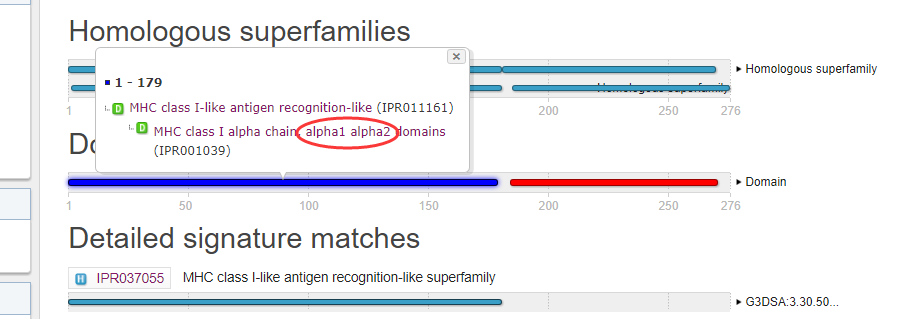 Homologous superfamilies
1 - 179
MHC class I-like antigen recognition-like (IPR011161)
D
MHC class I alpha chain, alpha1 alpha2 domains
D
(IPR001039)
Homologous superfamily
Homologous superfamily
1 200 250 276
Do
Domain
1 50 100 150 200 250 276
Detailed signature matches
H IPR037055 MHC class I-like antigen recognition-like superfamily
G3DSA:3.30.50...